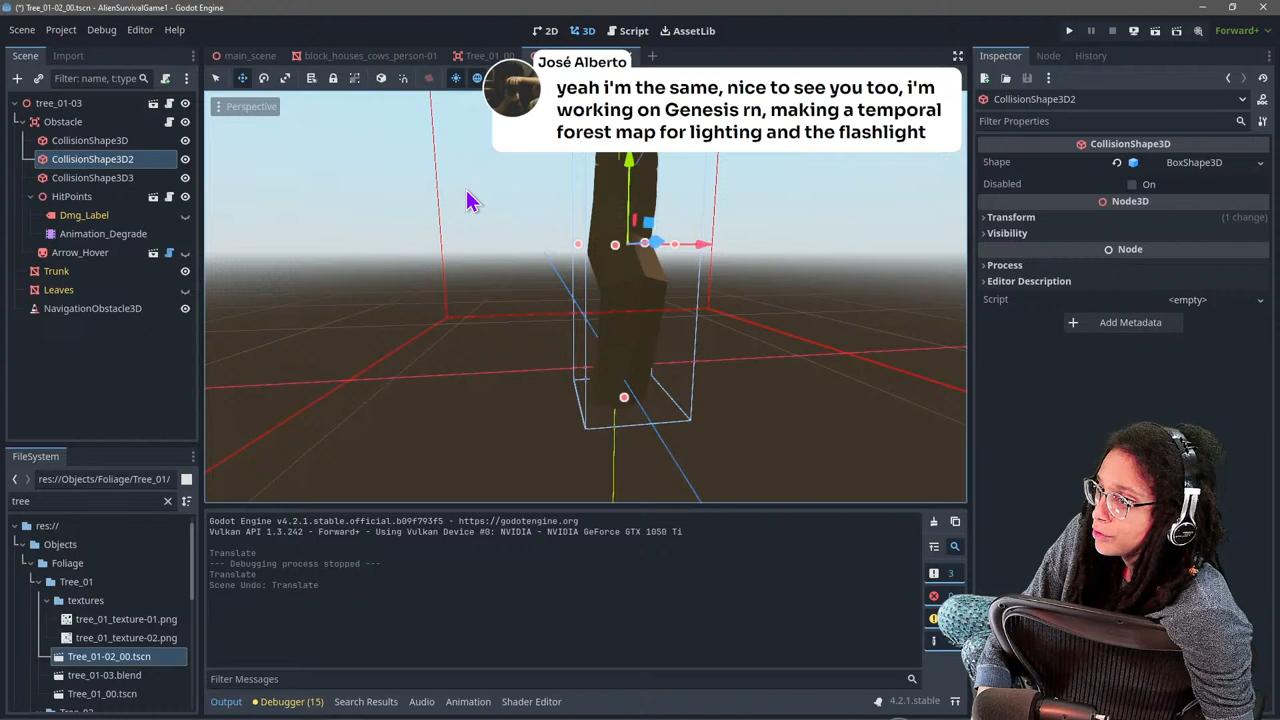 (*) Tree_01-02_00.tscn - AlienSurvivalGame1 - Godot Engine
Scene Project Debug Editor Help
2D 3D Script AssetLib
Forward+
Scene Import
main_scene block_houses_cows_person-01 Tree_01_00
Inspector Node History
Filter: name, t:type
José Alberto
yeah i'm the same, nice to see you too, i'm
working on Genesis rn, making a temporal
forest map for lighting and the flashlight
Perspective
tree_01-03
Obstacle
CollisionShape3D
CollisionShape3D2
CollisionShape3D3
HitPoints
Dmg_Label
Animation_Degrade
Arrow_Hover
Trunk
Leaves
NavigationObstacle3D
CollisionShape3D2
Filter Properties
CollisionShape3D
Shape BoxShape3D
Disabled On
Node3D
Transform (1 change)
Visibility
Node
Process
Editor Description
Script <empty>
Add Metadata
FileSystem
res://Objects/Foliage/Tree_01/
tree
res://
Objects
Foliage
Tree_01
textures
tree_01_texture-01.png
tree_01_texture-02.png
Tree_01-02_00.tscn
tree_01-03.blend
Tree_01_00.tscn
Godot Engine v4.2.1.stable.official.b09f793f5 - https://godotengine.org
Vulkan API 1.3.242 - Forward+ - Using Vulkan Device #0: NVIDIA - NVIDIA GeForce GTX 1050 Ti
Translate
--- Debugging process stopped ---
Translate
Scene Undo: Translate
3
Filter Messages
Output Debugger (15) Search Results Audio Animation Shader Editor
4.2.1.stable